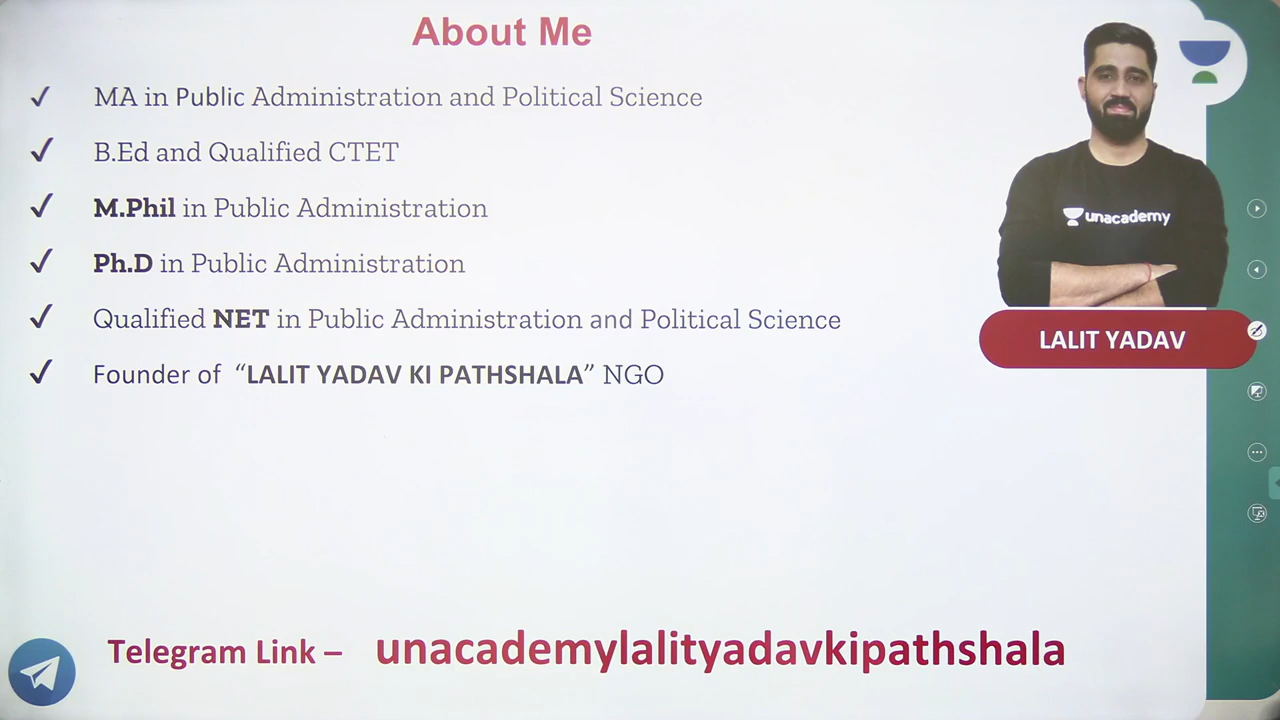 About Me
✓ MA in Public Administration and Political Science
✓ B.Ed and Qualified CTET
✓ M.Phil in Public Administration
✓ Ph.D in Public Administration
✓ Qualified NET in Public Administration and Political Science
✓ Founder of “LALIT YADAV KI PATHSHALA” NGO
unacademy
LALIT YADAV
Telegram Link – unacademylalityadavkipathshala